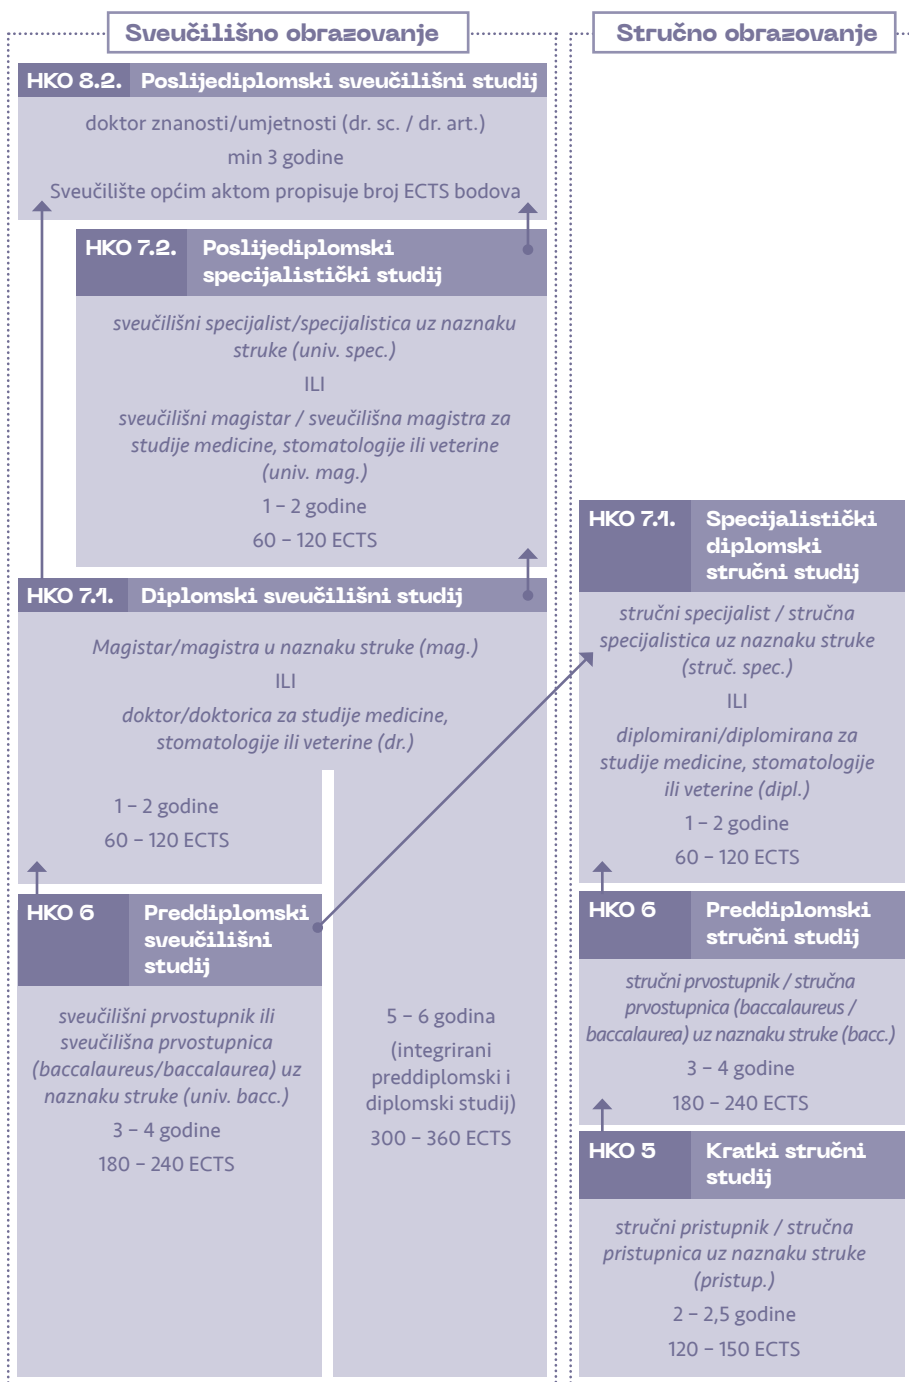 Sveučilišno obrazovanje
HKO 8.2. Poslijediplomski sveučilišni studij
doktor znanosti/umjetnosti (dr. sc. / dr. art.)
min 3 godine
Sveučilište općim aktom propisuje broj ECTS bodova
HKO 7.2. Poslijediplomski
specijalistički studij
sveučilišni specijalist/specijalistica uz naznaku
struke (univ. spec.)
ILI
sveučilišni magistar / sveučilišna magistra za
studije medicine, stomatologije ili veterine
(univ. mag.)
1 – 2 godine
60 – 120 ECTS
HKO 7.1. Diplomski sveučilišni studij
Magistar/magistra u naznaku struke (mag.)
ILI
doktor/doktorica za studije medicine,
stomatologije ili veterine (dr.)
1 – 2 godine
60 – 120 ECTS
HKO 6 Preddiplomski
sveučilišni
studij
sveučilišni prvostupnik ili
sveučilišna prvostupnica
(baccalaureus/baccalaurea) uz
naznaku struke (univ. bacc.)
3 – 4 godine
180 – 240 ECTS
5 – 6 godina
(integrirani
preddiplomski i
diplomski studij)
300 – 360 ECTS
Stručno obrazovanje
HKO 7.1. Specijalistički
diplomski
stručni studij
stručni specijalist / stručna
specijalistica uz naznaku struke
(struč. spec.)
ILI
diplomirani/diplomirana za
studije medicine, stomatologije
ili veterine (dipl.)
1 – 2 godine
60 – 120 ECTS
HKO 6 Preddiplomski
stručni studij
stručni prvostupnik / stručna
prvostupnica (baccalaureus /
baccalaurea) uz naznaku struke (bacc.)
3 – 4 godine
180 – 240 ECTS
HKO 5 Kratki stručni
studij
stručni pristupnik / stručna
pristupnica uz naznaku struke
(pristup.)
2 – 2,5 godine
120 – 150 ECTS